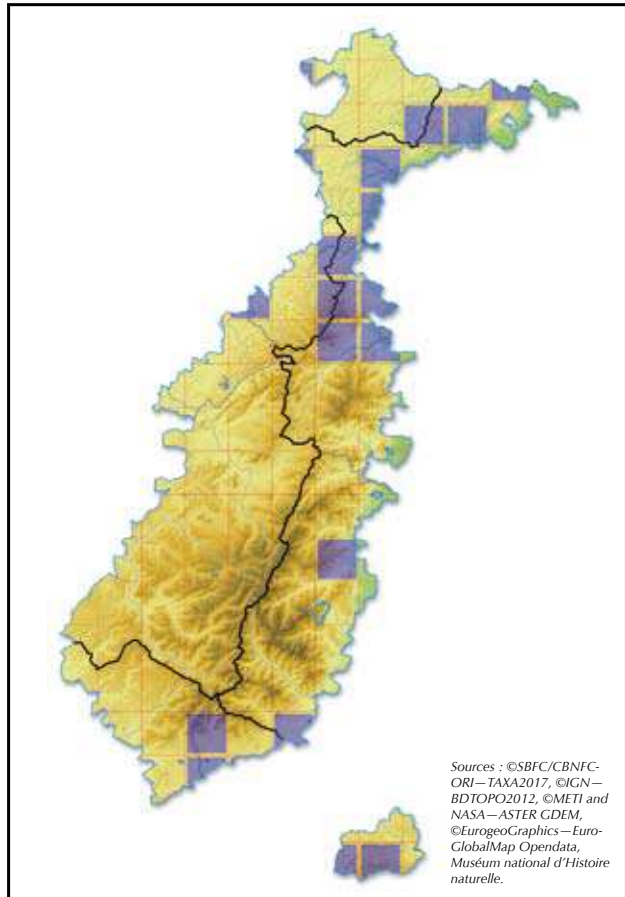 Sources : ©SBFC/CBNFC-
ORI—TAXA2017, ©IGN—
BDTOPO2012, ©METI and
NASA—ASTER GDEM,
©EurogeoGraphics—Euro-
GlobalMap Opendata,
Muséum national d'Histoire
naturelle.